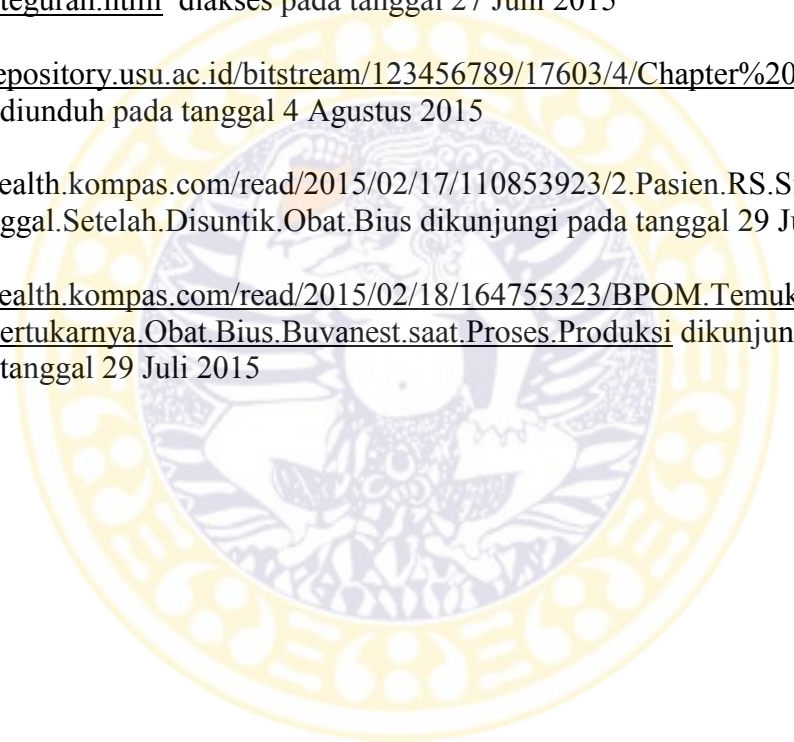 teguran.html diakses pada tanggal 27 Juni 2015
epository.usu.ac.id/bitstream/123456789/17603/4/Chapter%20
diunduh pada tanggal 4 Agustus 2015
ealth.kompas.com/read/2015/02/17/110853923/2.Pasien.RS.S
ggal.Setelah.Disuntik.Obat.Bius dikunjungi pada tanggal 29 Ju
ealth.kompas.com/read/2015/02/18/164755323/BPOM.Temuk
ertukarnya.Obat.Bius.Buvanest.saat.Proses.Produksi dikunjun
tanggal 29 Juli 2015